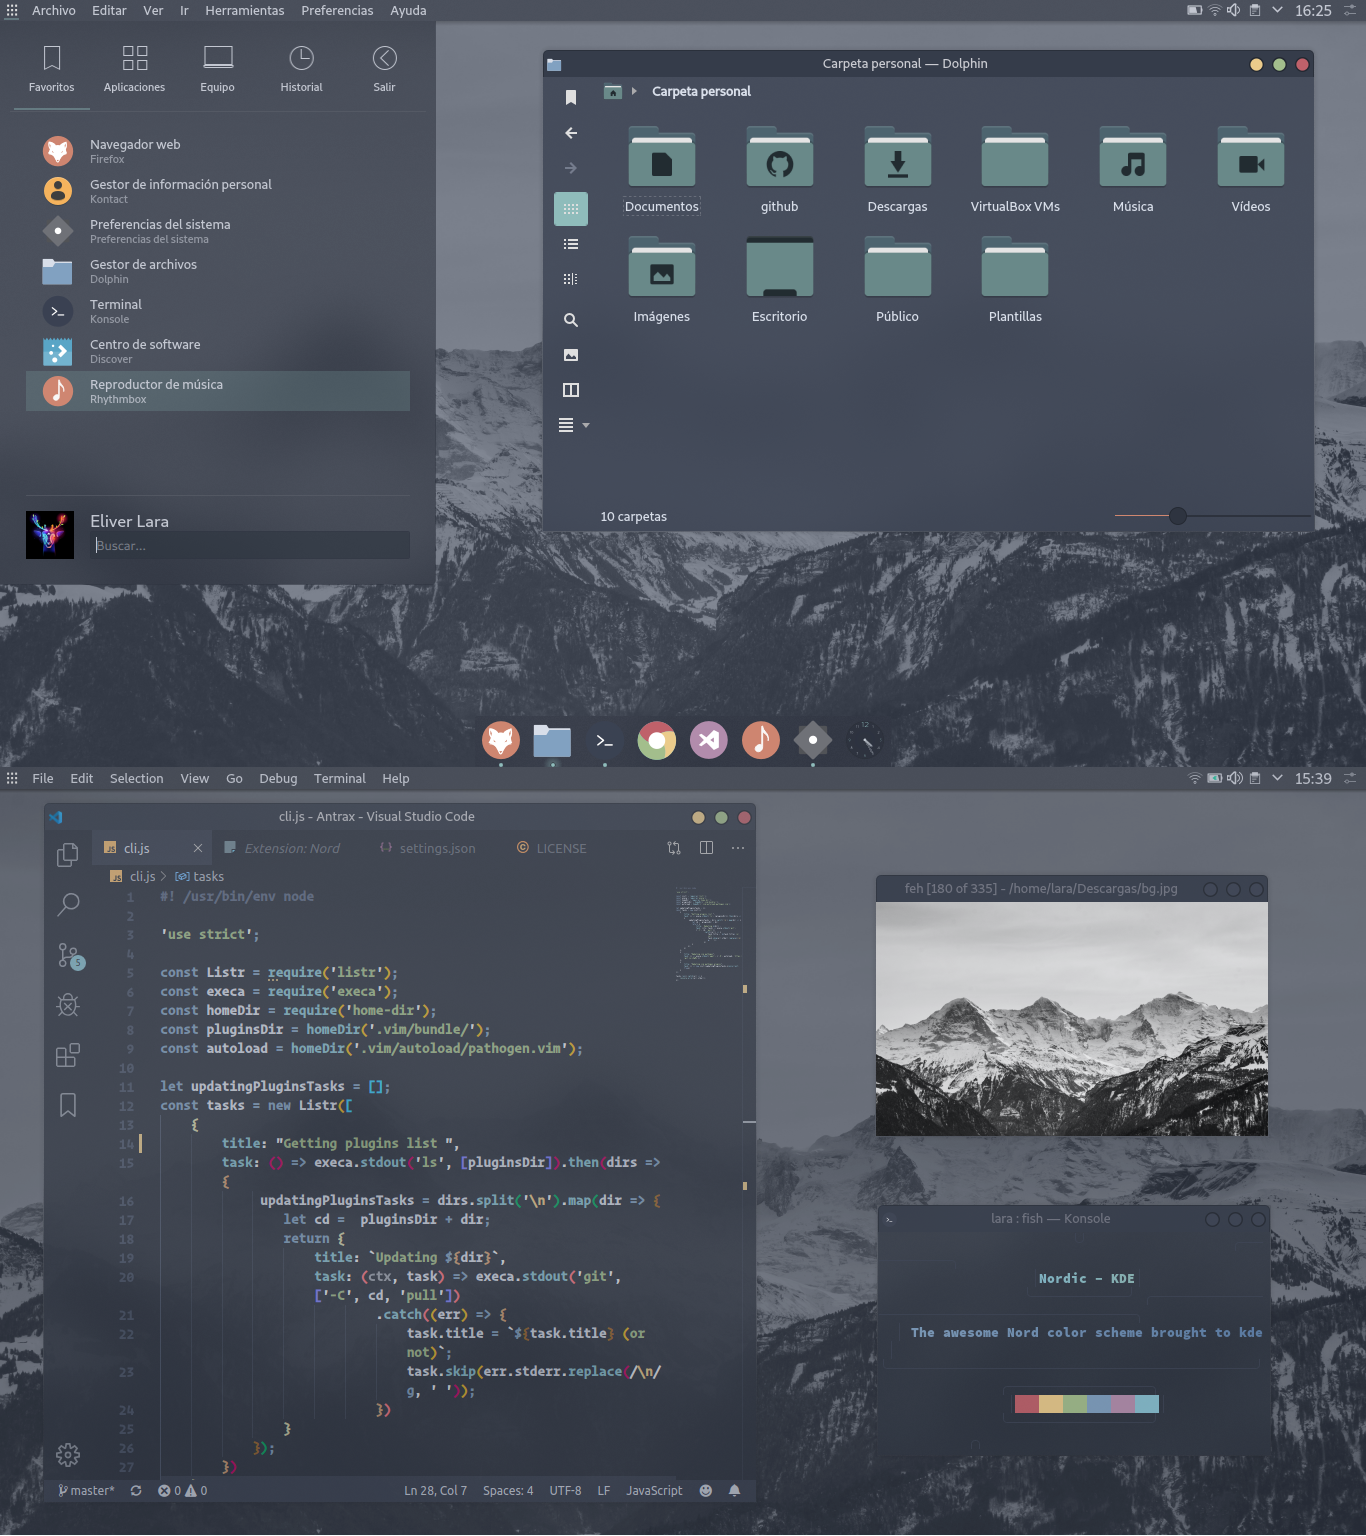 Archivo Editar Ver Ir Herramientas Preferencias Ayuda 16:25
Favoritos Aplicaciones Equipo Historial Salir
Navegador web
Firefox
Gestor de información personal
Kontact
Preferencias del sistema
Preferencias del sistema
Gestor de archivos
Dolphin
Terminal
Konsole
Centro de software
Discover
Reproductor de música
Rhythmbox
Eliver Lara
Buscar...
Carpeta personal — Dolphin
Carpeta personal
Documentos github Descargas VirtualBox VMs Música Vídeos
Imágenes Escritorio Público Plantillas
10 carpetas
12
File Edit Selection View Go Debug Terminal Help 15:39
cli.js - Antrax - Visual Studio Code
JS cli.js Extension: Nord settings.json LICENSE
JS cli.js > tasks
1 #! /usr/bin/env node
2
3 'use strict';
4
5 const Listr = require('listr');
6 const execa = require('execa');
7 const homeDir = require('home-dir');
8 const pluginsDir = homeDir('.vim/bundle/');
9 const autoload = homeDir('.vim/autoload/pathogen.vim');
10
11 let updatingPluginsTasks = [];
12 const tasks = new Listr([
13 {
14 title: "Getting plugins list ",
15 task: () => execa.stdout('ls', [pluginsDir]).then(dirs =>
{
16 updatingPluginsTasks = dirs.split('\n').map(dir => {
17 let cd =  pluginsDir + dir;
18 return {
19 title: `Updating ${dir}`,
20 task: (ctx, task) => execa.stdout('git',
['-C', cd, 'pull'])
21 .catch((err) => {
22 task.title = `${task.title} (or
not)`;
23 task.skip(err.stderr.replace(/\n/
g, ' '));
24 })
25 }
26 });
27 })
5
master* 0 0 Ln 28, Col 7 Spaces: 4 UTF-8 LF JavaScript
feh [180 of 335] - /home/lara/Descargas/bg.jpg
lara : fish — Konsole
Nordic - KDE
The awesome Nord color scheme brought to kde